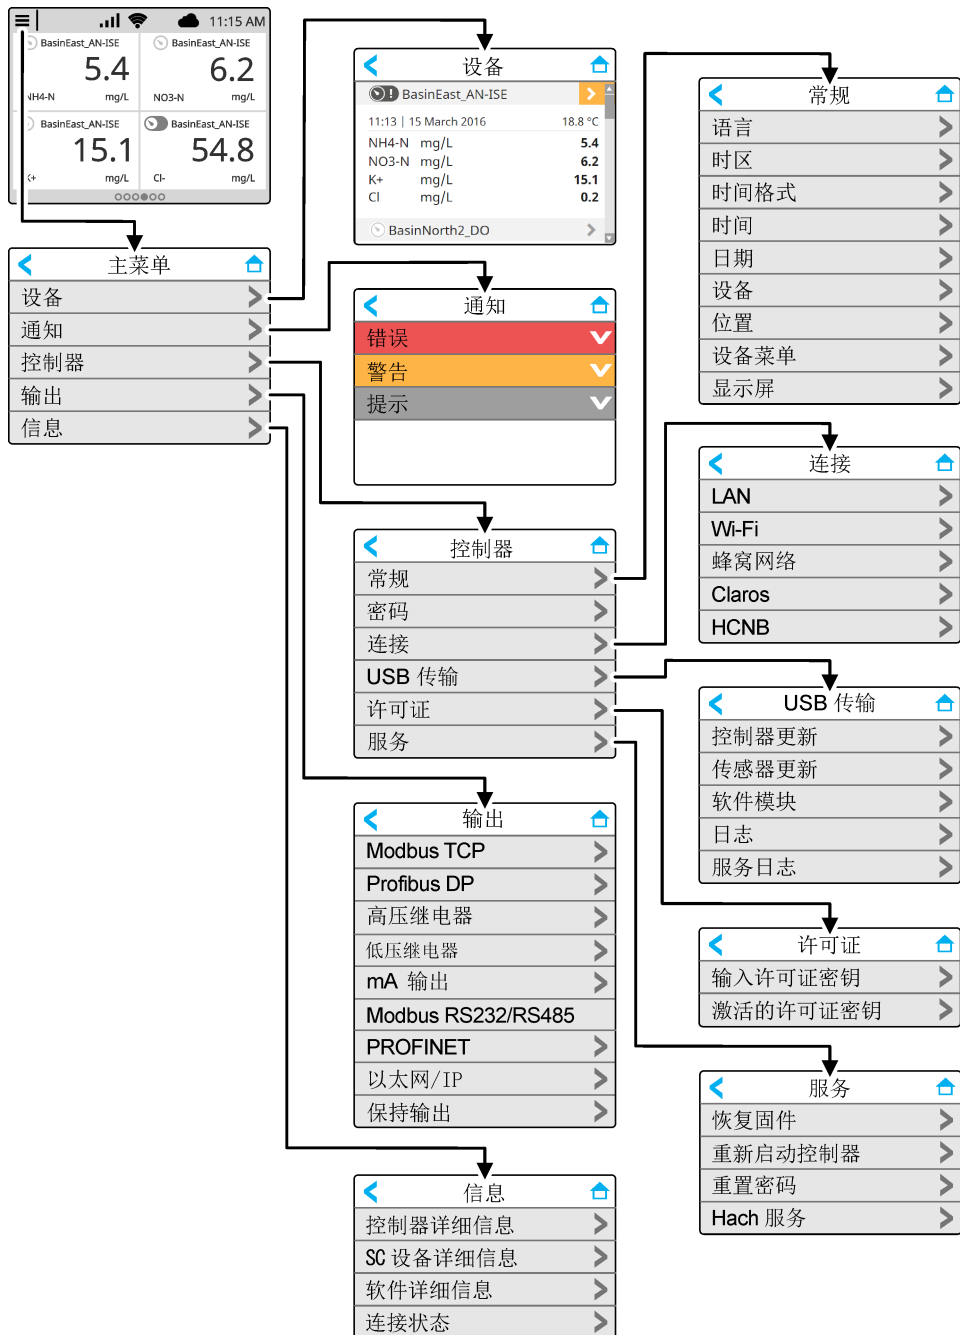 11:15 AM
BasinEast_AN-ISE
BasinEast_AN-ISE
5.4
6.2
NH4-N mg/L
NO3-N mg/L
BasinEast_AN-ISE
BasinEast_AN-ISE
15.1
54.8
K+ mg/L
Cl- mg/L
主菜单
设备
通知
控制器
输出
信息
设备
BasinEast_AN-ISE
11:13 | 15 March 2016 18.8 °C
NH4-N mg/L 5.4
NO3-N mg/L 6.2
K+ mg/L 15.1
Cl mg/L 0.2
BasinNorth2_DO
通知
错误
警告
提示
控制器
常规
密码
连接
USB 传输
许可证
服务
输出
Modbus TCP
Profibus DP
高压继电器
低压继电器
mA 输出
Modbus RS232/RS485
PROFINET
以太网/IP
保持输出
信息
控制器详细信息
SC 设备详细信息
软件详细信息
连接状态
常规
语言
时区
时间格式
时间
日期
设备
位置
设备菜单
显示屏
连接
LAN
Wi-Fi
蜂窝网络
Claros
HCNB
USB 传输
控制器更新
传感器更新
软件模块
日志
服务日志
许可证
输入许可证密钥
激活的许可证密钥
服务
恢复固件
重新启动控制器
重置密码
Hach 服务